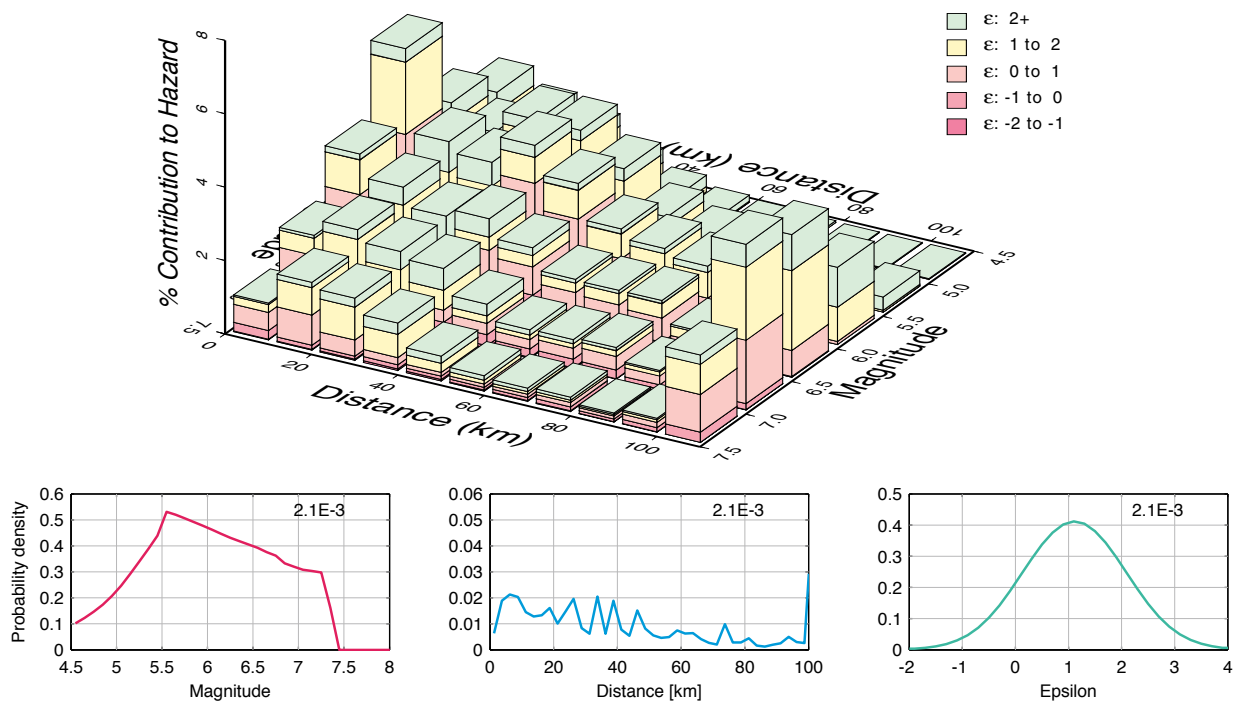 8
6
4
2
% Contribution to Hazard
ε: 2+
ε: 1 to 2
ε: 0 to 1
ε: -1 to 0
ε: -2 to -1
Distance (km)
40
60
80
100
4.5
5.0
5.5
6.0
6.5
7.0
7.5
Magnitude
7.5
0
20
40
60
80
100
Distance (km)
0.6
0.5
0.4
0.3
0.2
0.1
0
2.1E-3
Probability density
4.5 5 5.5 6 6.5 7 7.5 8
Magnitude
0.06
0.05
0.04
0.03
0.02
0.01
0
2.1E-3
0 20 40 60 80 100
Distance [km]
0.5
0.4
0.3
0.2
0.1
0
2.1E-3
-2 -1 0 1 2 3 4
Epsilon